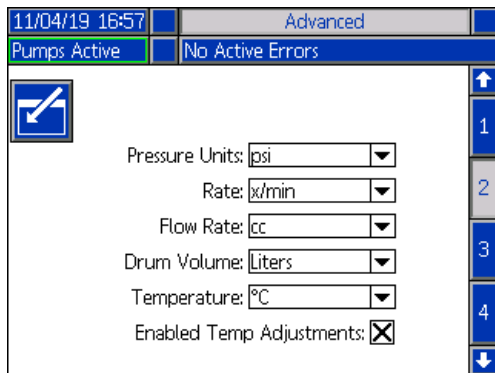 11/04/19 16:57 Advanced
Pumps Active No Active Errors
1
Pressure Units: psi
Rate: x/min
2
Flow Rate: cc
Drum Volume: Liters
3
Temperature: °C
4
Enabled Temp Adjustments: